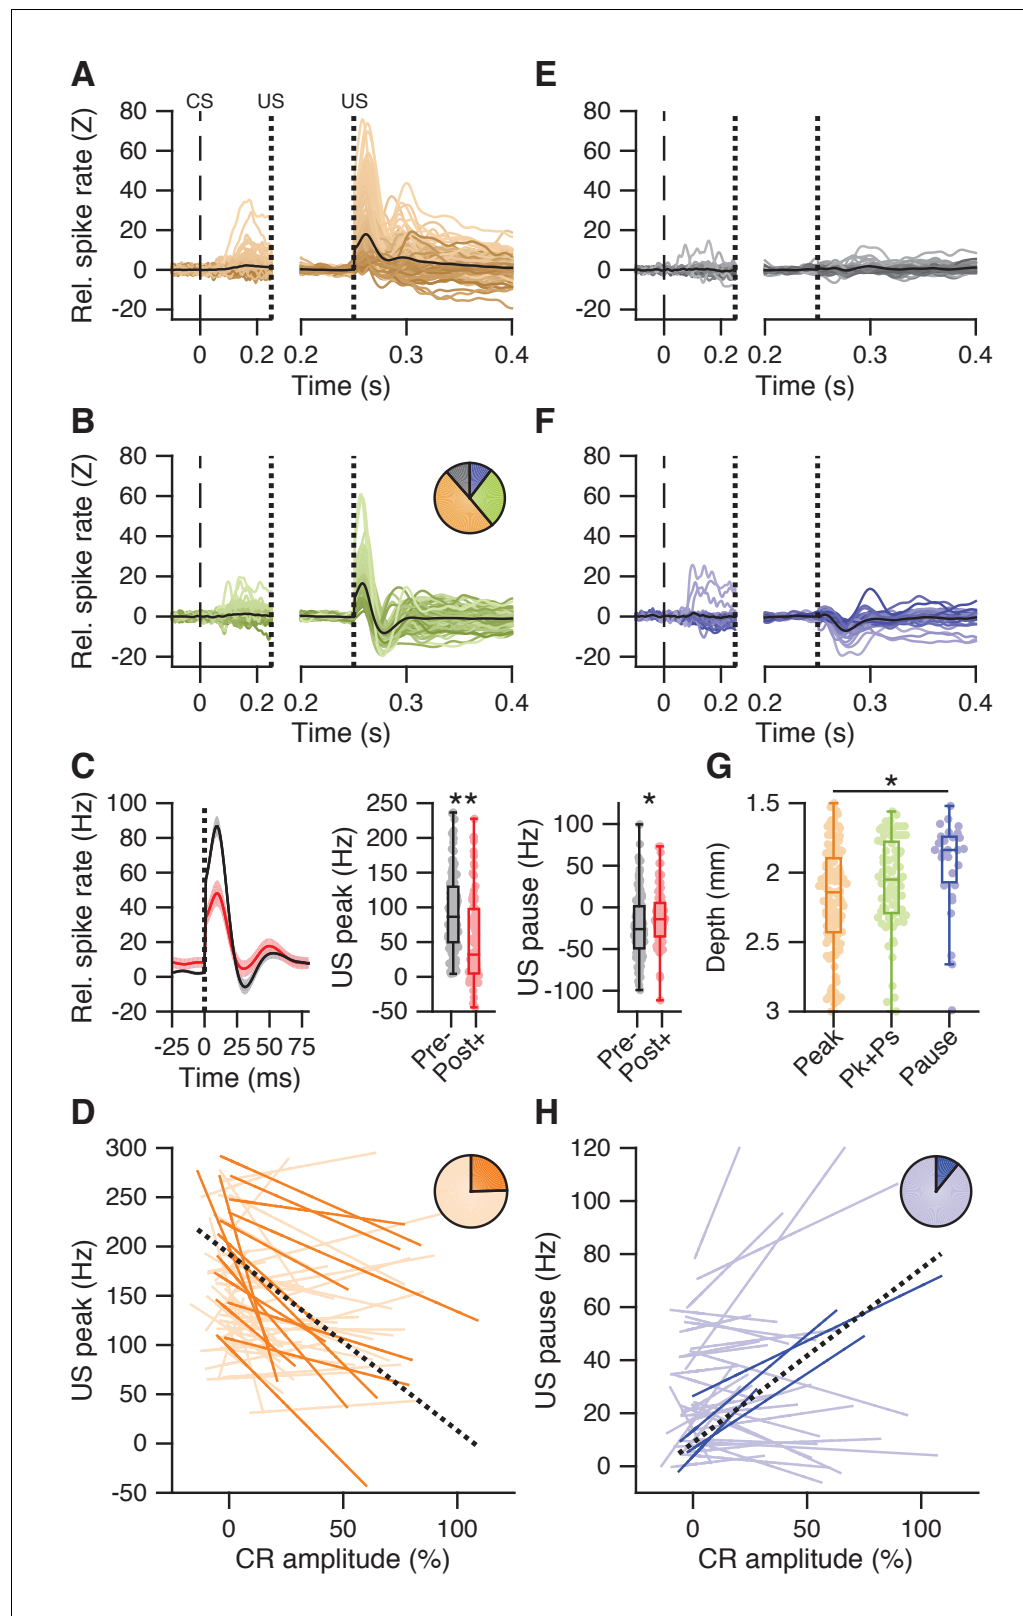 A
CS US US
Rel. spike rate (Z)
80
60
40
20
0
-20
0 0.2 0.2 0.3 0.4
Time (s)
E
80
60
40
20
0
-20
0 0.2 0.2 0.3 0.4
Time (s)
B
Rel. spike rate (Z)
80
60
40
20
0
-20
0 0.2 0.2 0.3 0.4
Time (s)
F
80
60
40
20
0
-20
0 0.2 0.2 0.3 0.4
Time (s)
C
Rel. spike rate (Hz)
100
80
60
40
20
0
-20
-25 0 25 50 75
Time (ms)
US peak (Hz)
250
200
150
100
50
0
-50
**
Pre-
Post+
US pause (Hz)
100
50
0
-50
-100
*
Pre-
Post+
G
*
Depth (mm)
1.5
2
2.5
3
Peak
Pk+Ps
Pause
D
US peak (Hz)
300
250
200
150
100
50
0
-50
0 50 100
CR amplitude (%)
H
US pause (Hz)
120
100
80
60
40
20
0
0 50 100
CR amplitude (%)